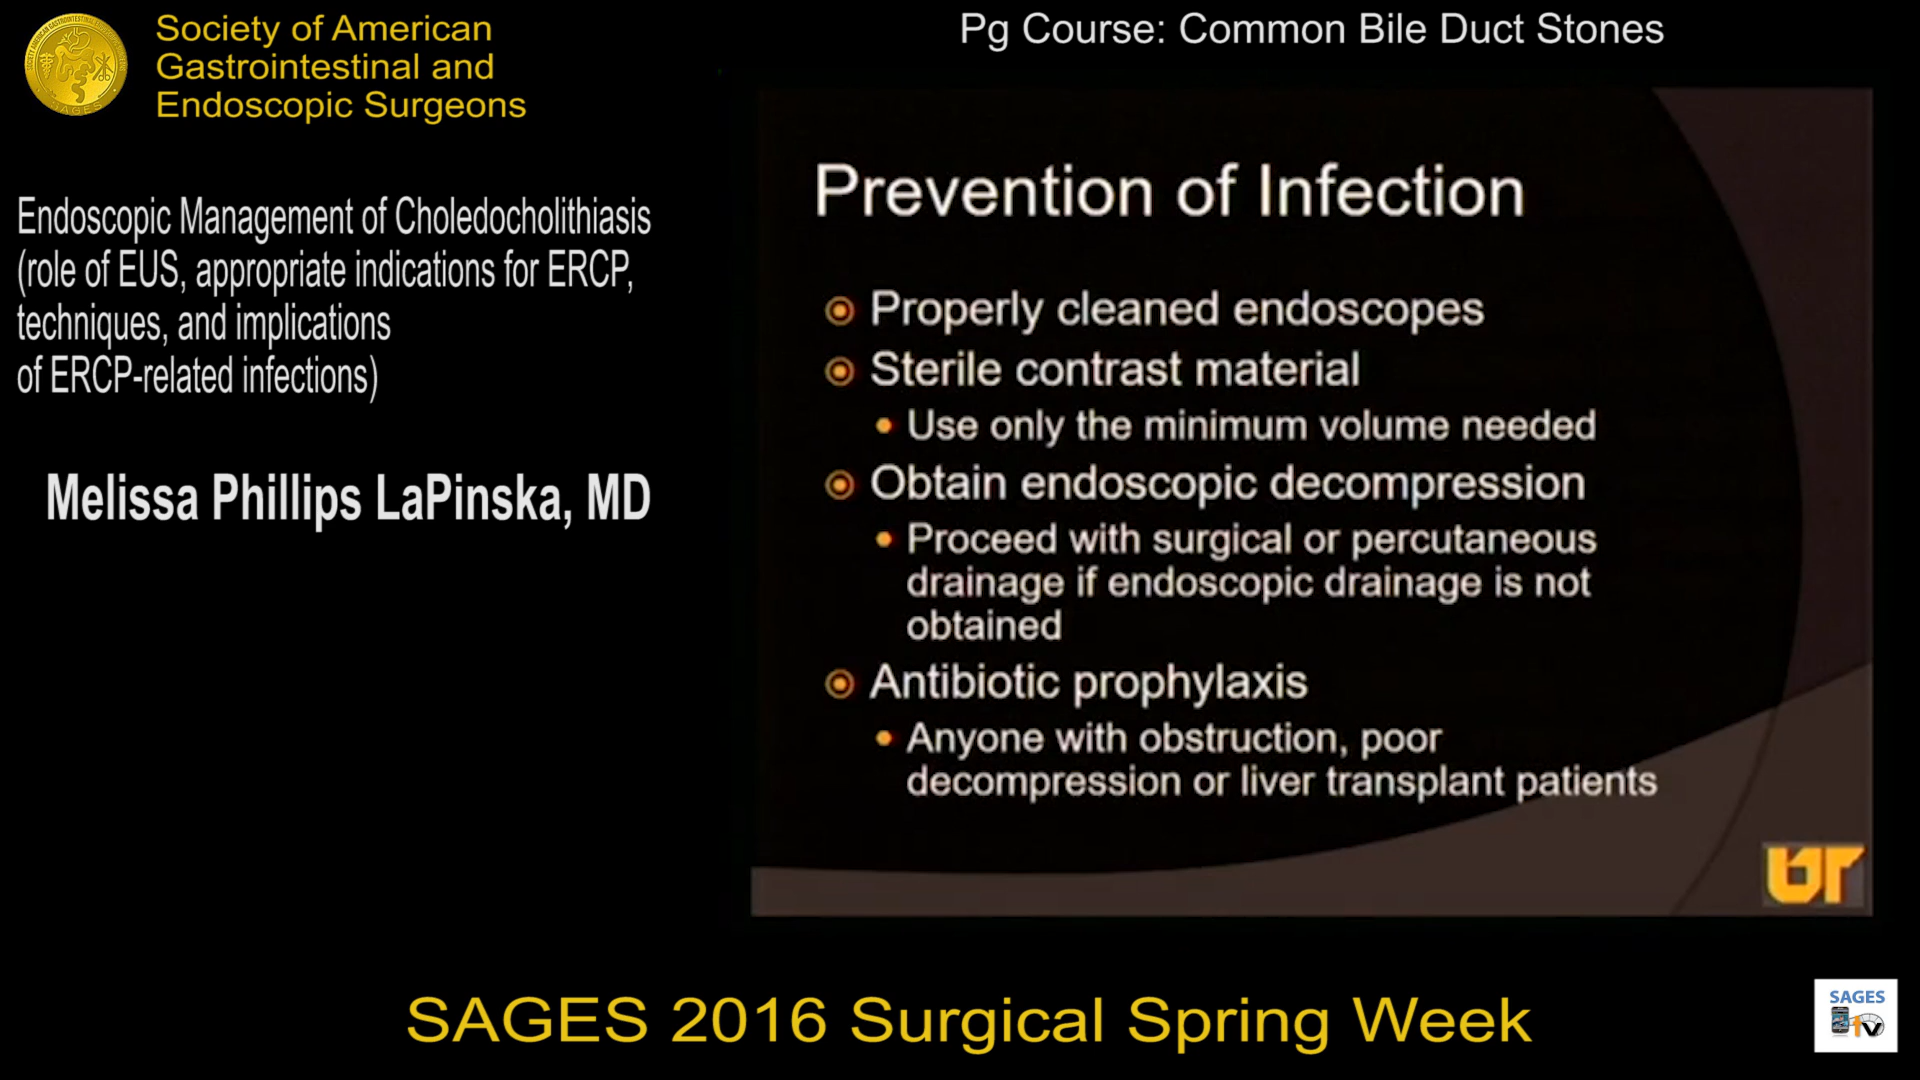 Society of American
Gastrointestinal and
Endoscopic Surgeons
Pg Course: Common Bile Duct Stones
Endoscopic Management of Choledocholithiasis
(role of EUS, appropriate indications for ERCP,
techniques, and implications
of ERCP-related infections)
Melissa Phillips LaPinska, MD
Prevention of Infection
Properly cleaned endoscopes
Sterile contrast material
Use only the minimum volume needed
Obtain endoscopic decompression
Proceed with surgical or percutaneous
drainage if endoscopic drainage is not
obtained
Antibiotic prophylaxis
Anyone with obstruction, poor
decompression or liver transplant patients
UT
SAGES 2016 Surgical Spring Week
SAGES
tv